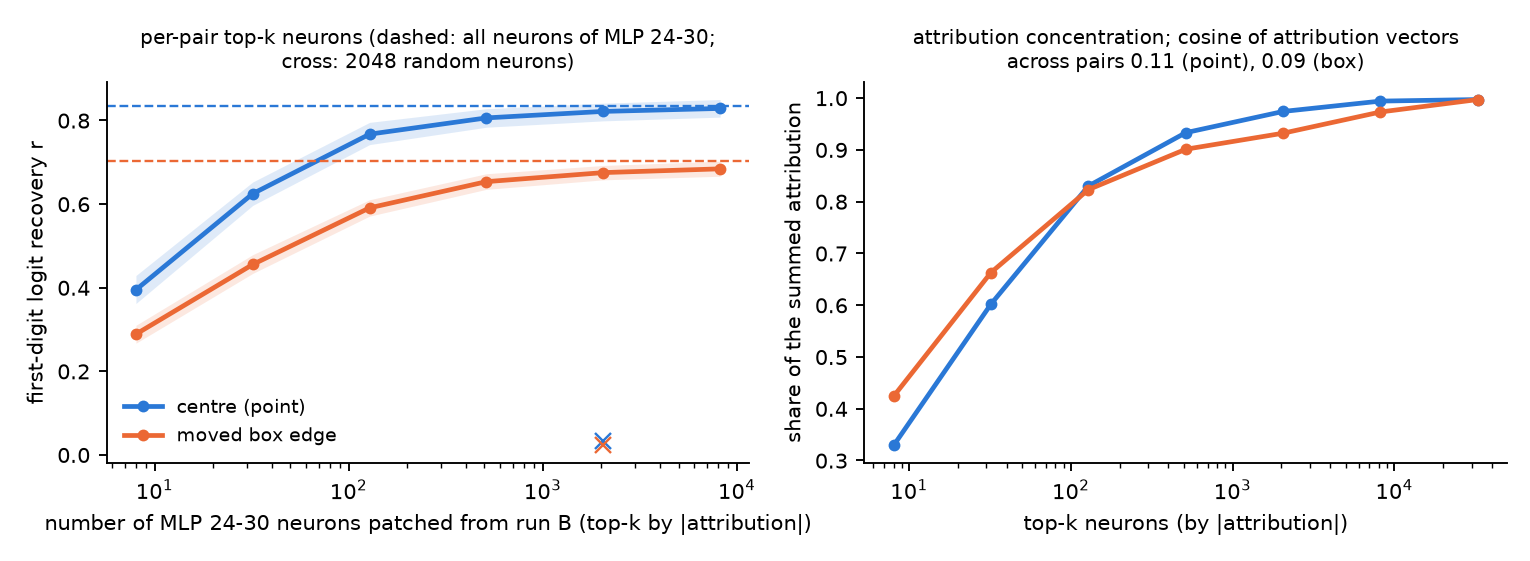 per-pair top-k neurons (dashed: all neurons of MLP 24-30;
cross: 2048 random neurons)
first-digit logit recovery r
0.8
0.6
0.4
0.2
0.0
centre (point)
moved box edge
10¹
10²
10³
10⁴
number of MLP 24-30 neurons patched from run B (top-k by |attribution|)
attribution concentration; cosine of attribution vectors
across pairs 0.11 (point), 0.09 (box)
share of the summed attribution
1.0
0.9
0.8
0.7
0.6
0.5
0.4
0.3
10¹
10²
10³
10⁴
top-k neurons (by |attribution|)